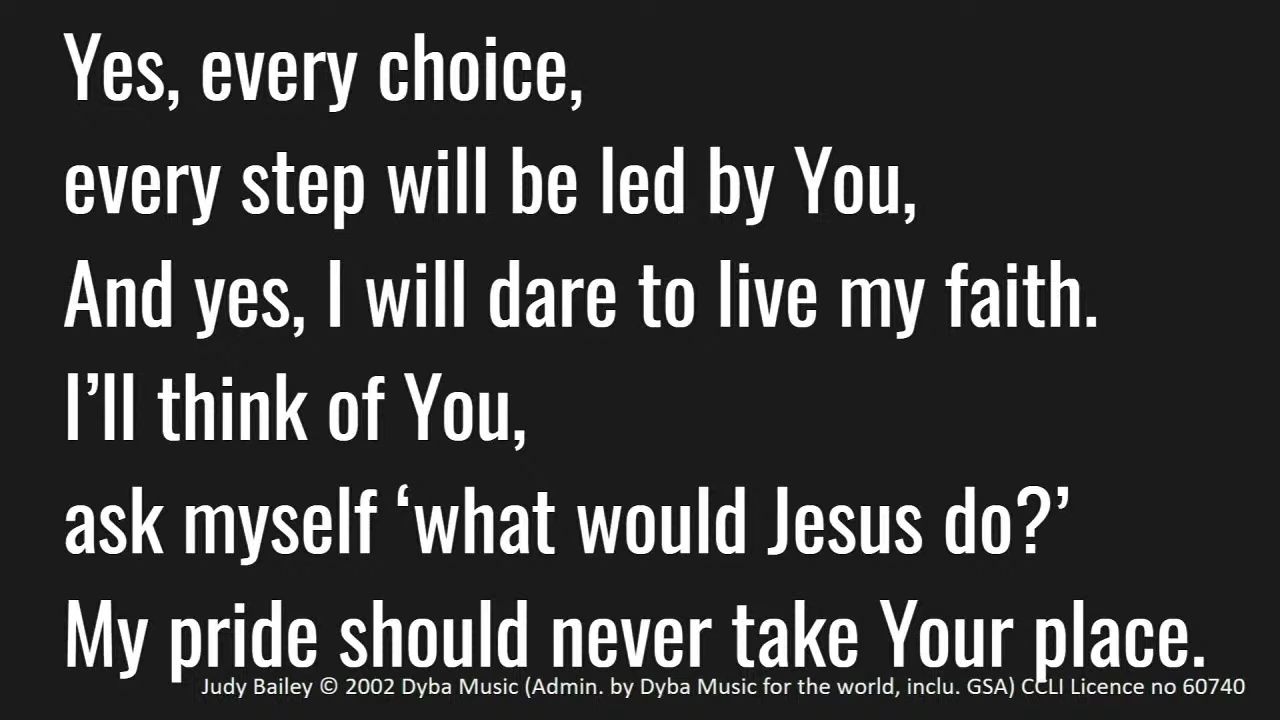 Yes, every choice,
every step will be led by You,
And yes, I will dare to live my faith.
I’ll think of You,
ask myself ‘what would Jesus do?’
My pride should never take Your place.
Judy Bailey © 2002 Dyba Music (Admin. by Dyba Music for the world, inclu. GSA) CCLI Licence no 60740